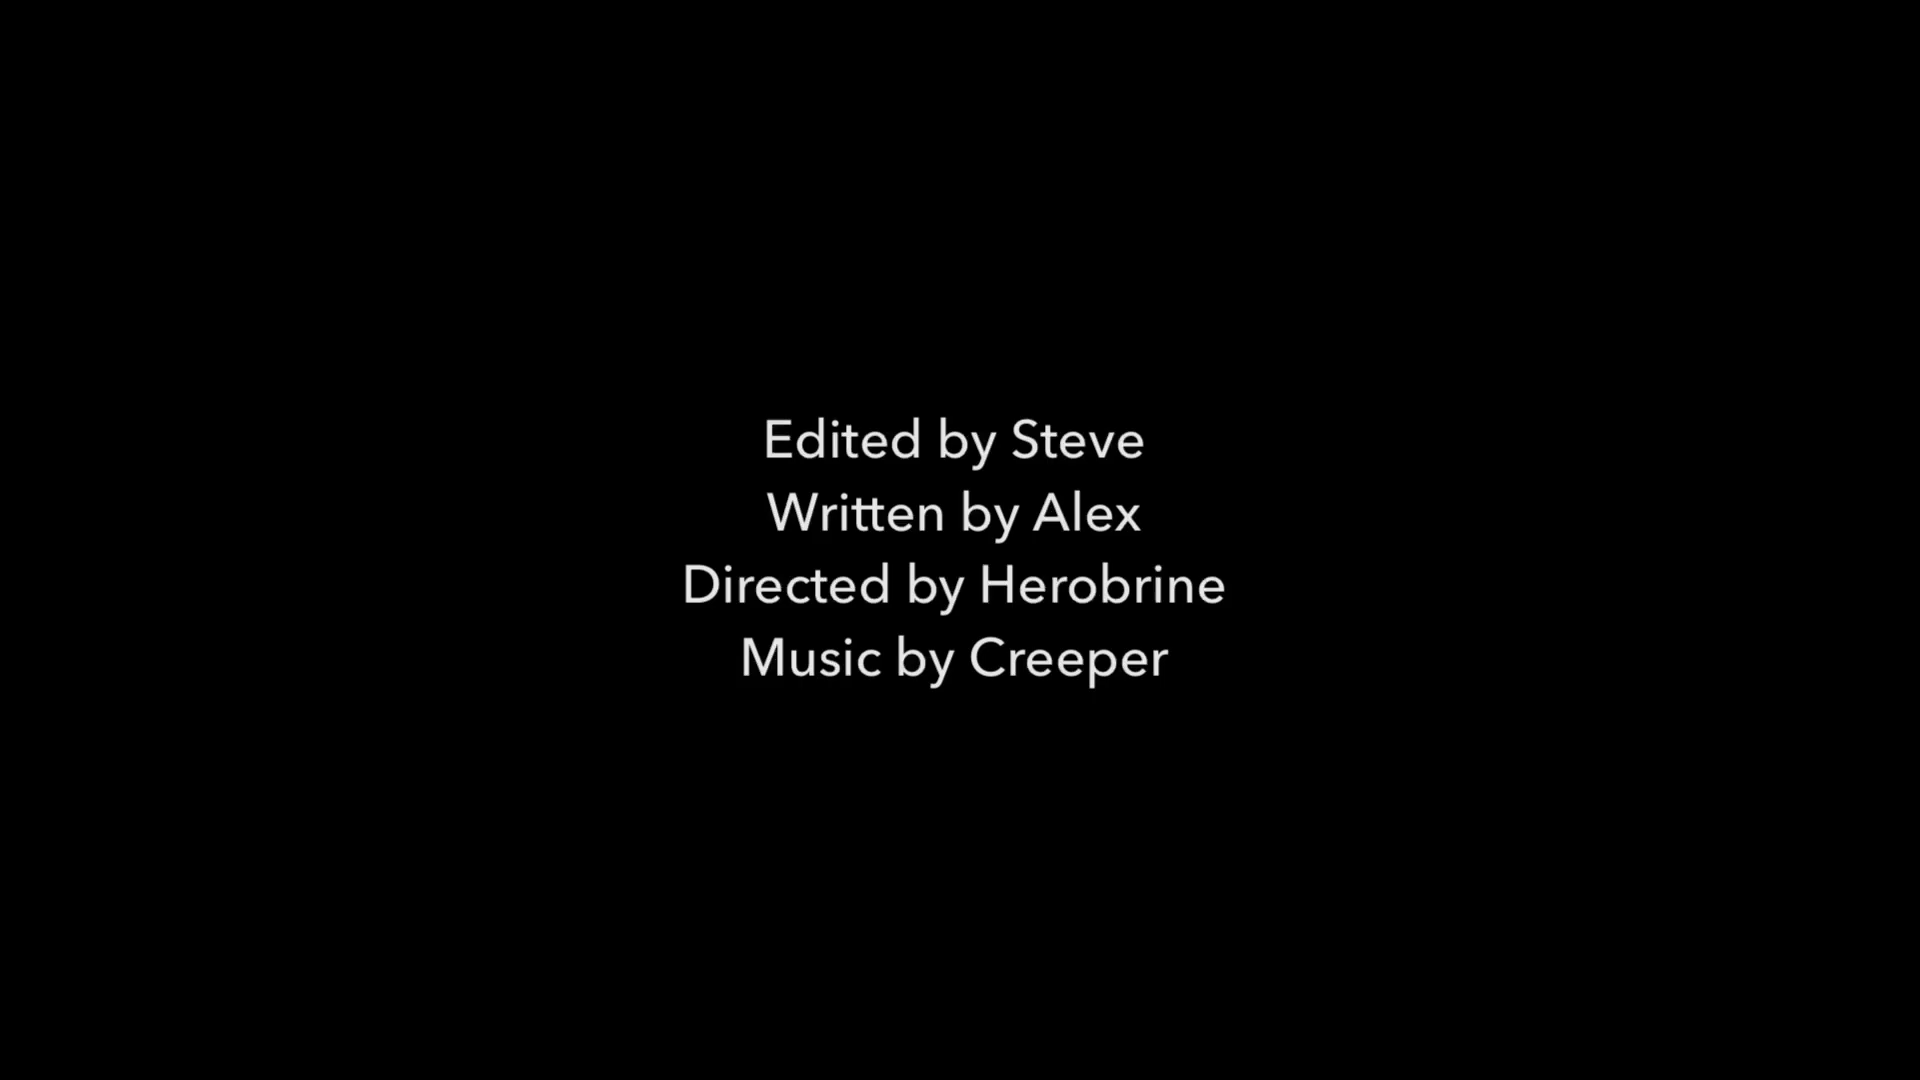 Edited by Steve
Written by Alex
Directed by Herobrine
Music by Creeper